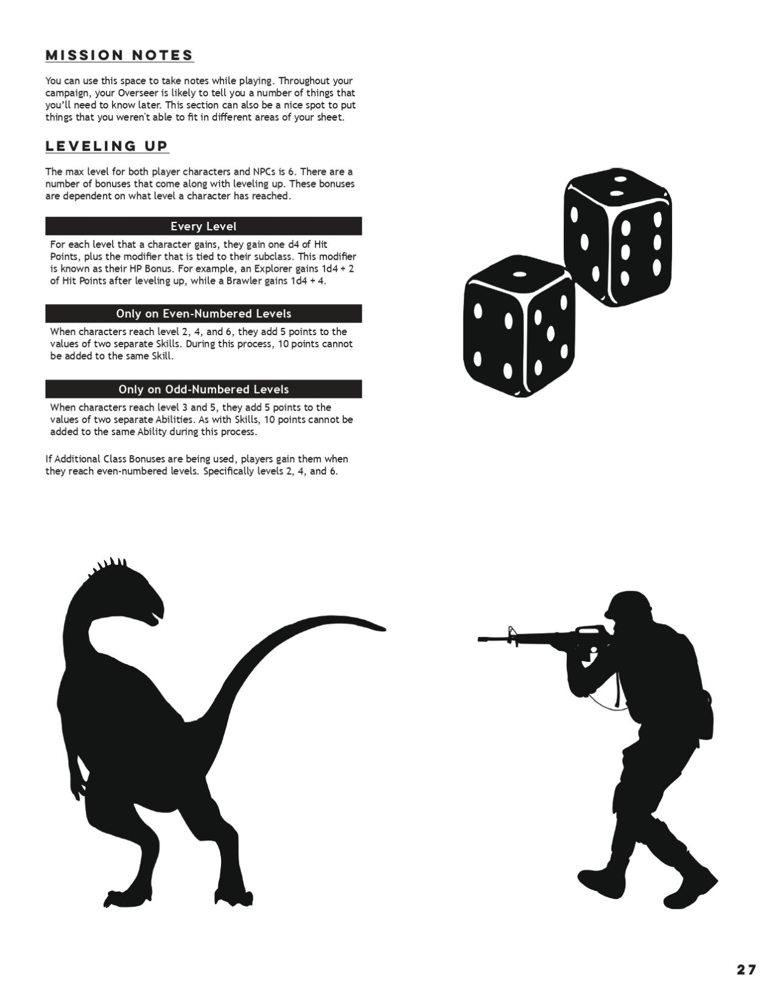 MISSION NOTES
You can use this space to take notes while playing. Throughout your
campaign, your Overseer is likely to tell you a number of things that
you’ll need to know later. This section can also be a nice spot to put
things that you weren't able to fit in different areas of your sheet.
LEVELING UP
The max level for both player characters and NPCs is 6. There are a
number of bonuses that come along with leveling up. These bonuses
are dependent on what level a character has reached.
Every Level
For each level that a character gains, they gain one d4 of Hit
Points, plus the modifier that is tied to their subclass. This modifier
is known as their HP Bonus. For example, an Explorer gains 1d4 + 2
of Hit Points after leveling up, while a Brawler gains 1d4 + 4.
Only on Even-Numbered Levels
When characters reach level 2, 4, and 6, they add 5 points to the
values of two separate Skills. During this process, 10 points cannot
be added to the same Skill.
Only on Odd-Numbered Levels
When characters reach level 3 and 5, they add 5 points to the
values of two separate Abilities. As with Skills, 10 points cannot be
added to the same Ability during this process.
If Additional Class Bonuses are being used, players gain them when
they reach even-numbered levels. Specifically levels 2, 4, and 6.
27